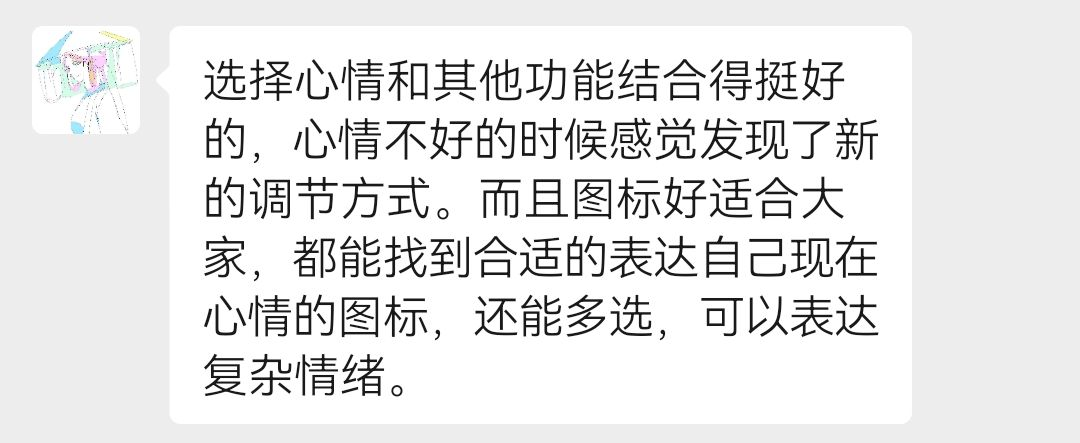 选择心情和其他功能结合得挺好
的，心情不好的时候感觉发现了新
的调节方式。而且图标好适合大
家，都能找到合适的表达自己现在
心情的图标，还能多选，可以表达
复杂情绪。